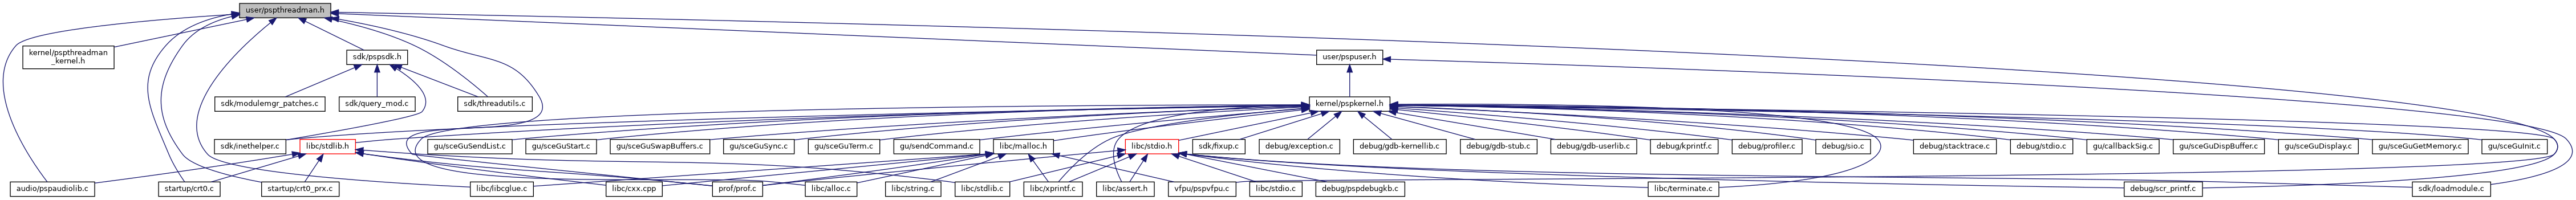 user/pspthreadman.h
kernel/pspthreadman
_kernel.h
sdk/pspsdk.h
user/pspuser.h
sdk/modulemgr_patches.c
sdk/query_mod.c
sdk/threadutils.c
kernel/pspkernel.h
sdk/inethelper.c
libc/stdlib.h
gu/sceGuSendList.c
gu/sceGuStart.c
gu/sceGuSwapBuffers.c
gu/sceGuSync.c
gu/sceGuTerm.c
gu/sendCommand.c
libc/malloc.h
libc/stdio.h
sdk/fixup.c
debug/exception.c
debug/gdb-kernellib.c
debug/gdb-stub.c
debug/gdb-userlib.c
debug/kprintf.c
debug/profiler.c
debug/sio.c
debug/stacktrace.c
debug/stdio.c
gu/callbackSig.c
gu/sceGuDispBuffer.c
gu/sceGuDisplay.c
gu/sceGuGetMemory.c
gu/sceGuInit.c
audio/pspaudiolib.c
startup/crt0.c
startup/crt0_prx.c
libc/libcglue.c
libc/cxx.cpp
prof/prof.c
libc/alloc.c
libc/string.c
libc/stdlib.c
libc/xprintf.c
libc/assert.h
vfpu/pspvfpu.c
libc/stdio.c
debug/pspdebugkb.c
libc/terminate.c
debug/scr_printf.c
sdk/loadmodule.c